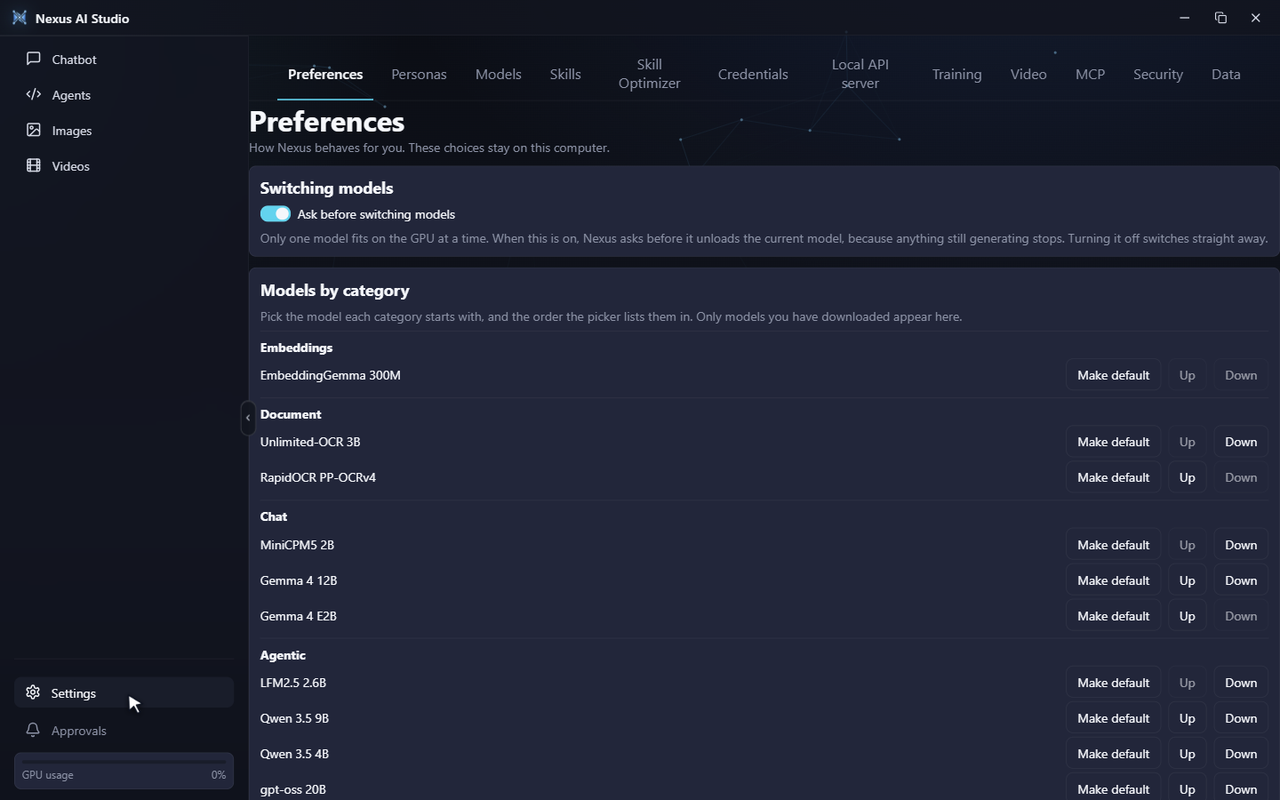 Nexus AI Studio
Chatbot
Agents
Images
Videos
Settings
Approvals
GPU usage 0%
Preferences Personas Models Skills Skill Optimizer Credentials Local API server Training Video MCP Security Data
Preferences
How Nexus behaves for you. These choices stay on this computer.
Switching models
Ask before switching models
Only one model fits on the GPU at a time. When this is on, Nexus asks before it unloads the current model, because anything still generating stops. Turning it off switches straight away.
Models by category
Pick the model each category starts with, and the order the picker lists them in. Only models you have downloaded appear here.
Embeddings
EmbeddingGemma 300M Make default Up Down
Document
Unlimited-OCR 3B Make default Up Down
RapidOCR PP-OCRv4 Make default Up Down
Chat
MiniCPM5 2B Make default Up Down
Gemma 4 12B Make default Up Down
Gemma 4 E2B Make default Up Down
Agentic
LFM2.5 2.6B Make default Up Down
Qwen 3.5 9B Make default Up Down
Qwen 3.5 4B Make default Up Down
gpt-oss 20B Make default Up Down